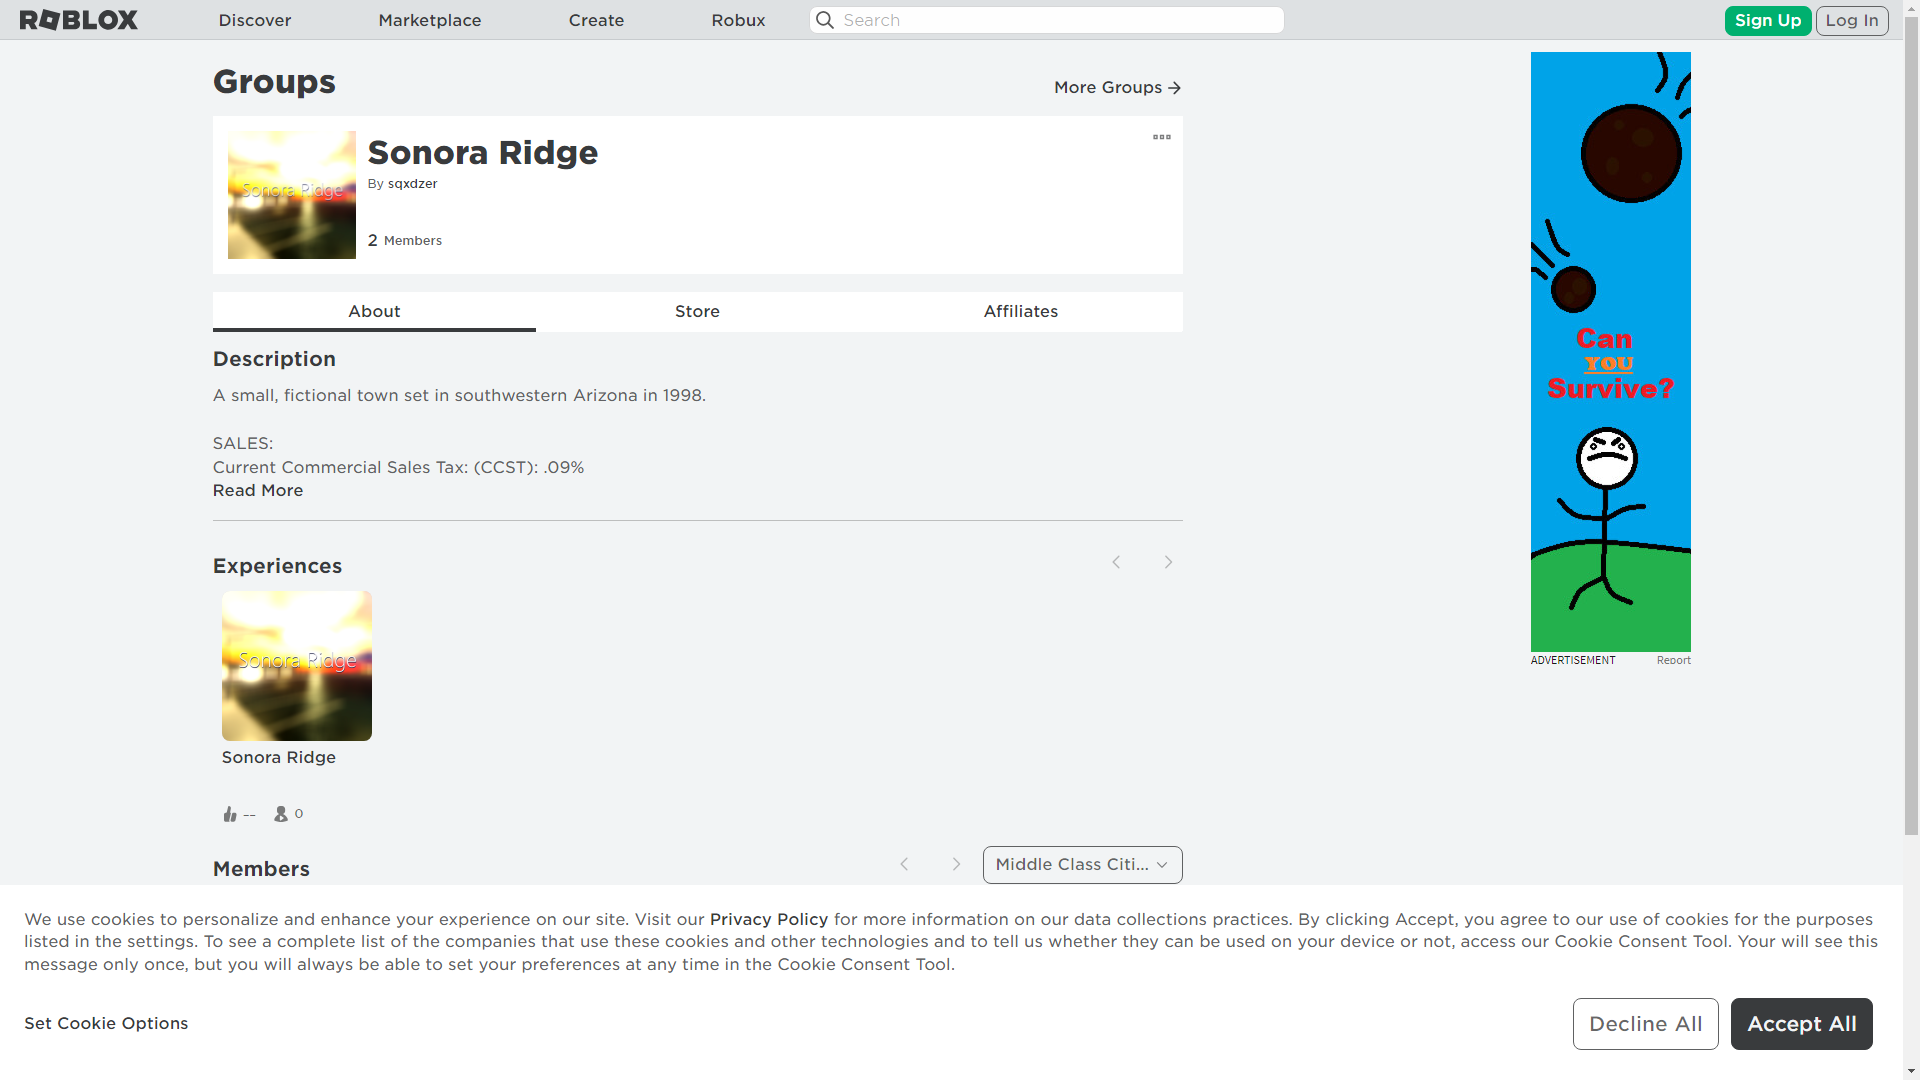 ROBLOX
Discover
Marketplace
Create
Robux
Search
Sign Up
Log In
Groups
More Groups
Sonora Ridge
Sonora Ridge
By sqxdzer
2 Members
About
Store
Affiliates
Description
A small, fictional town set in southwestern Arizona in 1998.
SALES:
Current Commercial Sales Tax: (CCST): .09%
Read More
Experiences
Sonora Ridge
Sonora Ridge
--
0
Members
Middle Class Citi...
Can
YOU
Survive?
ADVERTISEMENT
Report
We use cookies to personalize and enhance your experience on our site. Visit our Privacy Policy for more information on our data collections practices. By clicking Accept, you agree to our use of cookies for the purposes
listed in the settings. To see a complete list of the companies that use these cookies and other technologies and to tell us whether they can be used on your device or not, access our Cookie Consent Tool. Your will see this
message only once, but you will always be able to set your preferences at any time in the Cookie Consent Tool.
Set Cookie Options
Decline All
Accept All